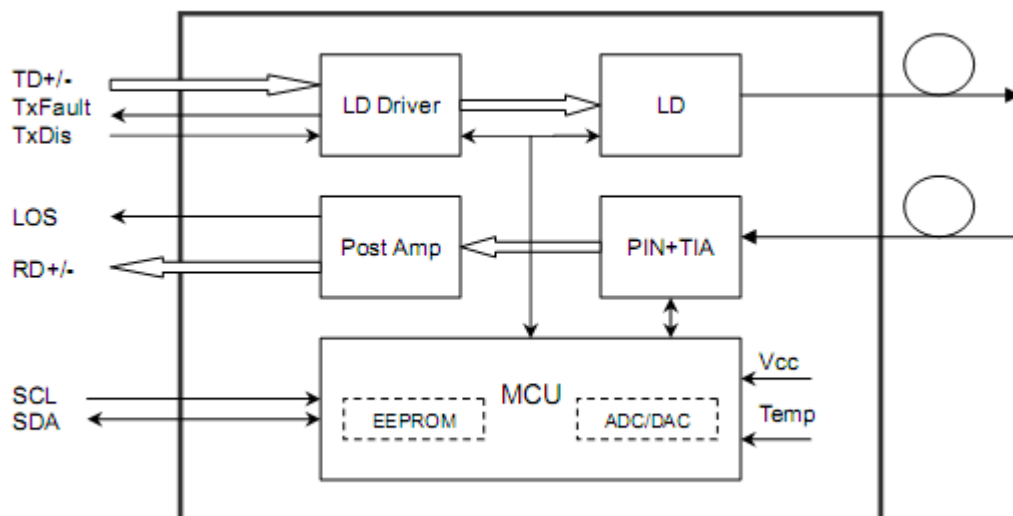 TD+/-
TxFault
TxDis
LD Driver
LD
LOS
RD+/-
Post Amp
PIN+TIA
SCL
SDA
MCU
EEPROM
ADC/DAC
Vcc
Temp